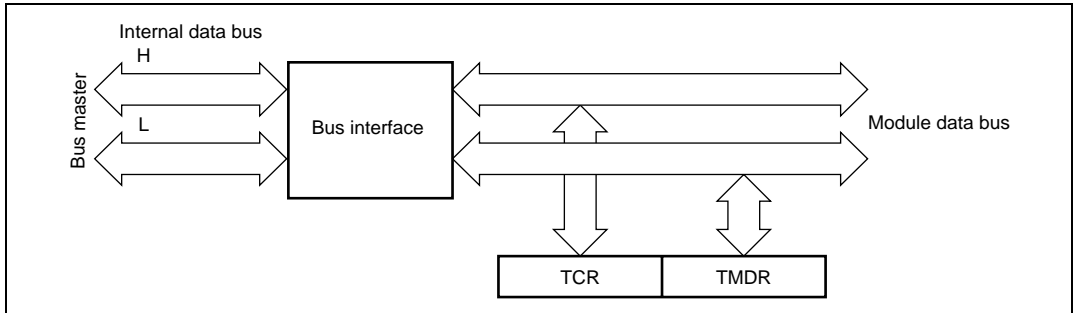 Internal data bus
H
Bus master
L
Bus interface
Module data bus
TCR
TMDR